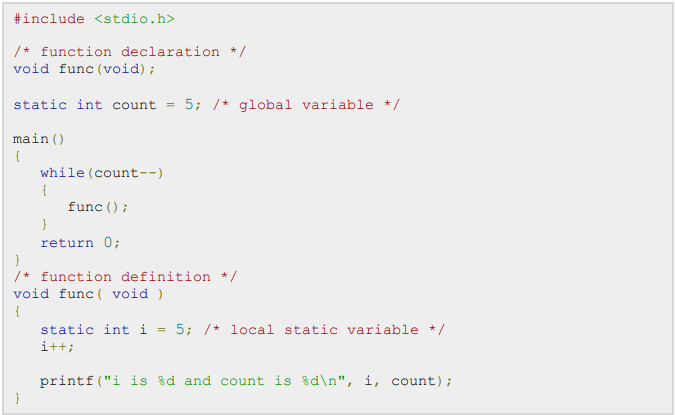 #include <stdio.h>
/* function declaration */
void func(void);
static int count = 5; /* global variable */
main()
{
   while(count--)
   {
      func();
   }
   return 0;
}
/* function definition */
void func( void )
{
   static int i = 5; /* local static variable */
   i++;
   printf("i is %d and count is %d\n", i, count);
}